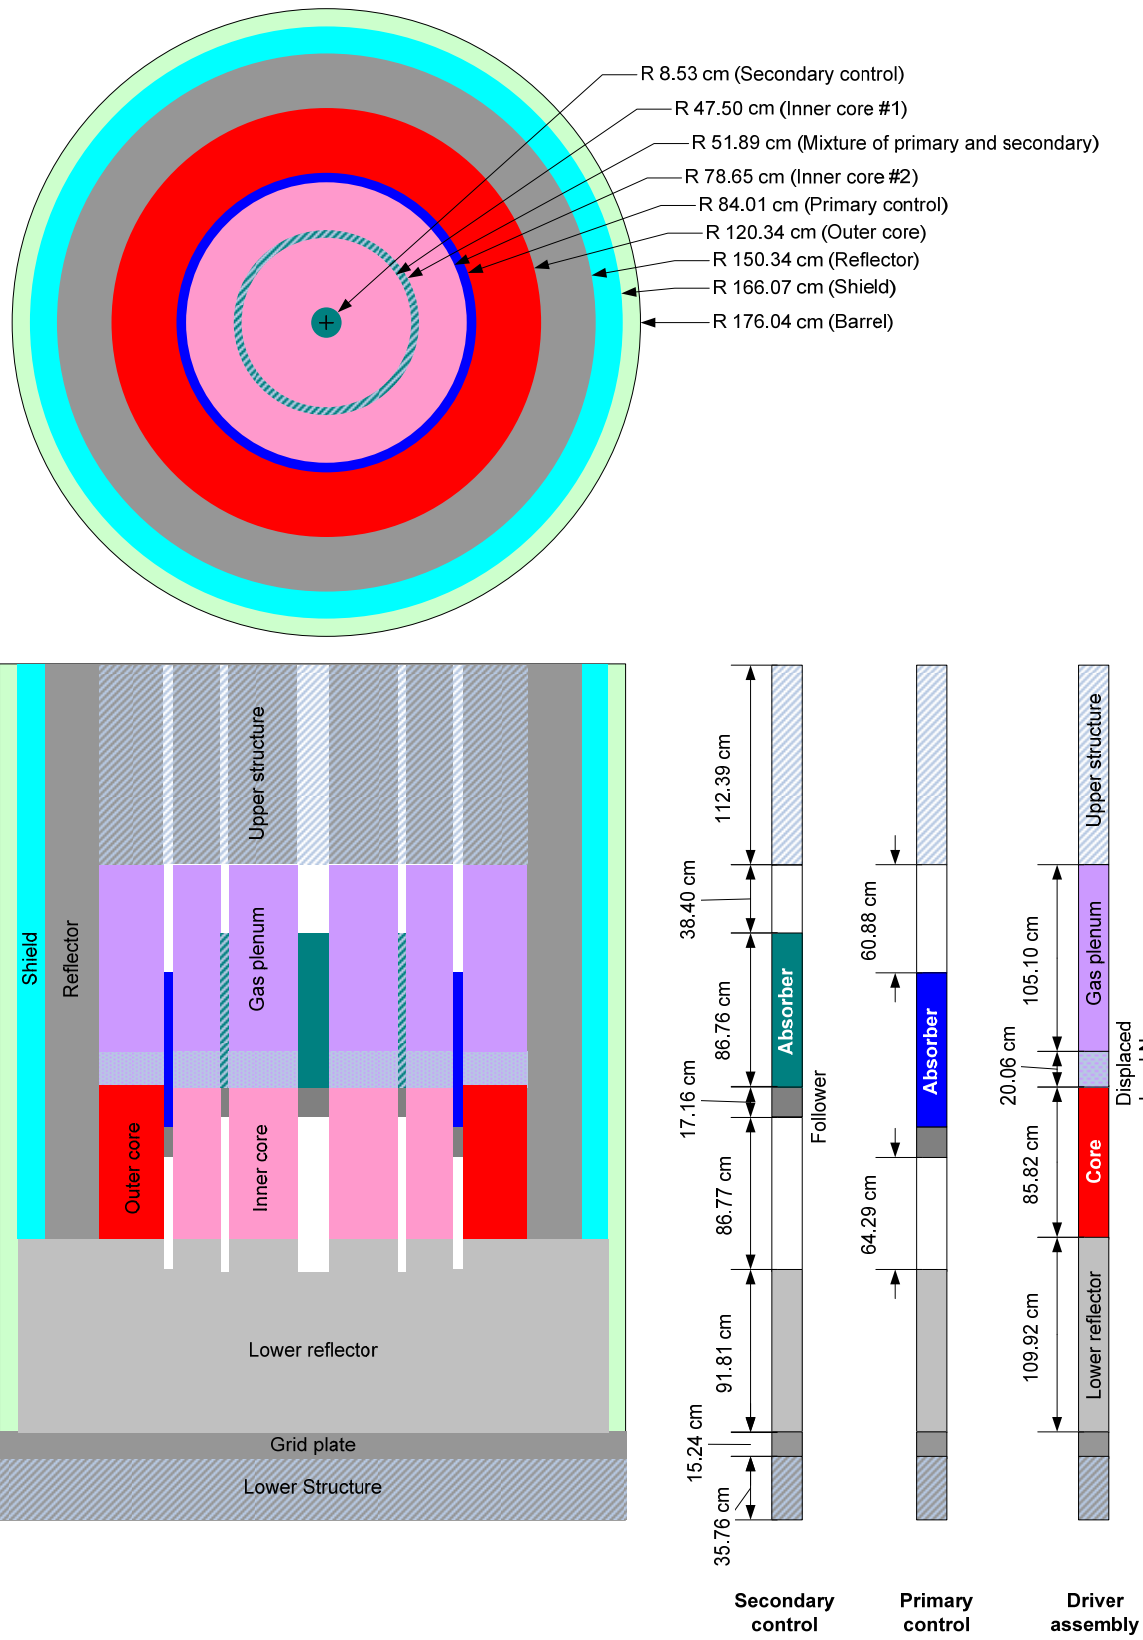 R 8.53 cm (Secondary control)
R 47.50 cm (Inner core #1)
R 51.89 cm (Mixture of primary and secondary)
R 78.65 cm (Inner core #2)
R 84.01 cm (Primary control)
R 120.34 cm (Outer core)
R 150.34 cm (Reflector)
R 166.07 cm (Shield)
R 176.04 cm (Barrel)
Shield
Reflector
Upper structure
Gas plenum
Outer core
Inner core
Lower reflector
Grid plate
Lower Structure
112.39 cm
38.40 cm
86.76 cm
17.16 cm
86.77 cm
91.81 cm
15.24 cm
35.76 cm
Absorber
Follower
Secondary
control
60.88 cm
64.29 cm
Absorber
Primary
control
105.10 cm
20.06 cm
85.82 cm
109.92 cm
Upper structure
Gas plenum
Displaced
Core
Lower reflector
Driver
assembly